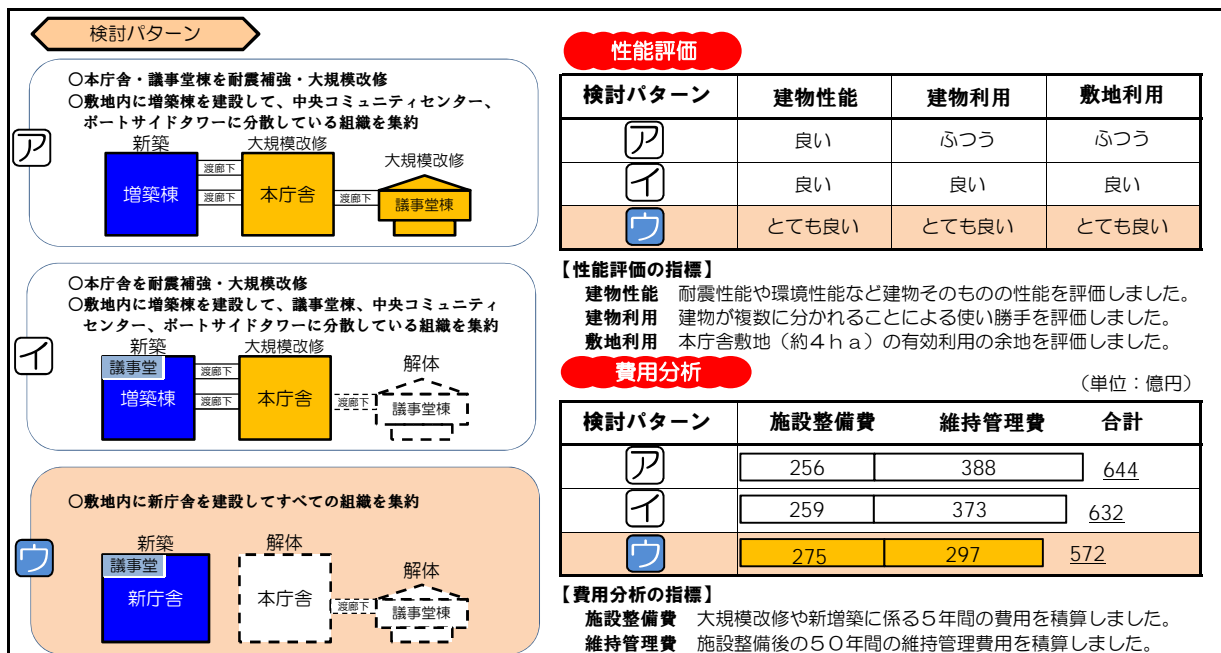 検討パターン
ア
○本庁舎・議事堂棟を耐震補強・大規模改修
○敷地内に増築棟を建設して、中央コミュニティセンター、
ポートサイドタワーに分散している組織を集約
新築
大規模改修
大規模改修
増築棟
渡廊下
渡廊下
本庁舎
渡廊下
議事堂棟
イ
○本庁舎を耐震補強・大規模改修
○敷地内に増築棟を建設して、議事堂棟、中央コミュニティ
センター、ポートサイドタワーに分散している組織を集約
新築
大規模改修
解体
議事堂
増築棟
渡廊下
渡廊下
本庁舎
渡廊下
議事堂棟
ウ
○敷地内に新庁舎を建設してすべての組織を集約
新築
解体
解体
議事堂
新庁舎
本庁舎
渡廊下
議事堂棟
性能評価
検討パターン 建物性能 建物利用 敷地利用
ア 良い ふつう ふつう
イ 良い 良い 良い
ウ とても良い とても良い とても良い
【性能評価の指標】
建物性能 耐震性能や環境性能など建物そのものの性能を評価しました。
建物利用 建物が複数に分かれることによる使い勝手を評価しました。
敷地利用 本庁舎敷地（約4ha）の有効利用の余地を評価しました。
費用分析
（単位：億円）
検討パターン 施設整備費 維持管理費 合計
ア 256 388 644
イ 259 373 632
ウ 275 297 572
【費用分析の指標】
施設整備費 大規模改修や新増築に係る５年間の費用を積算しました。
維持管理費 施設整備後の５０年間の維持管理費用を積算しました。